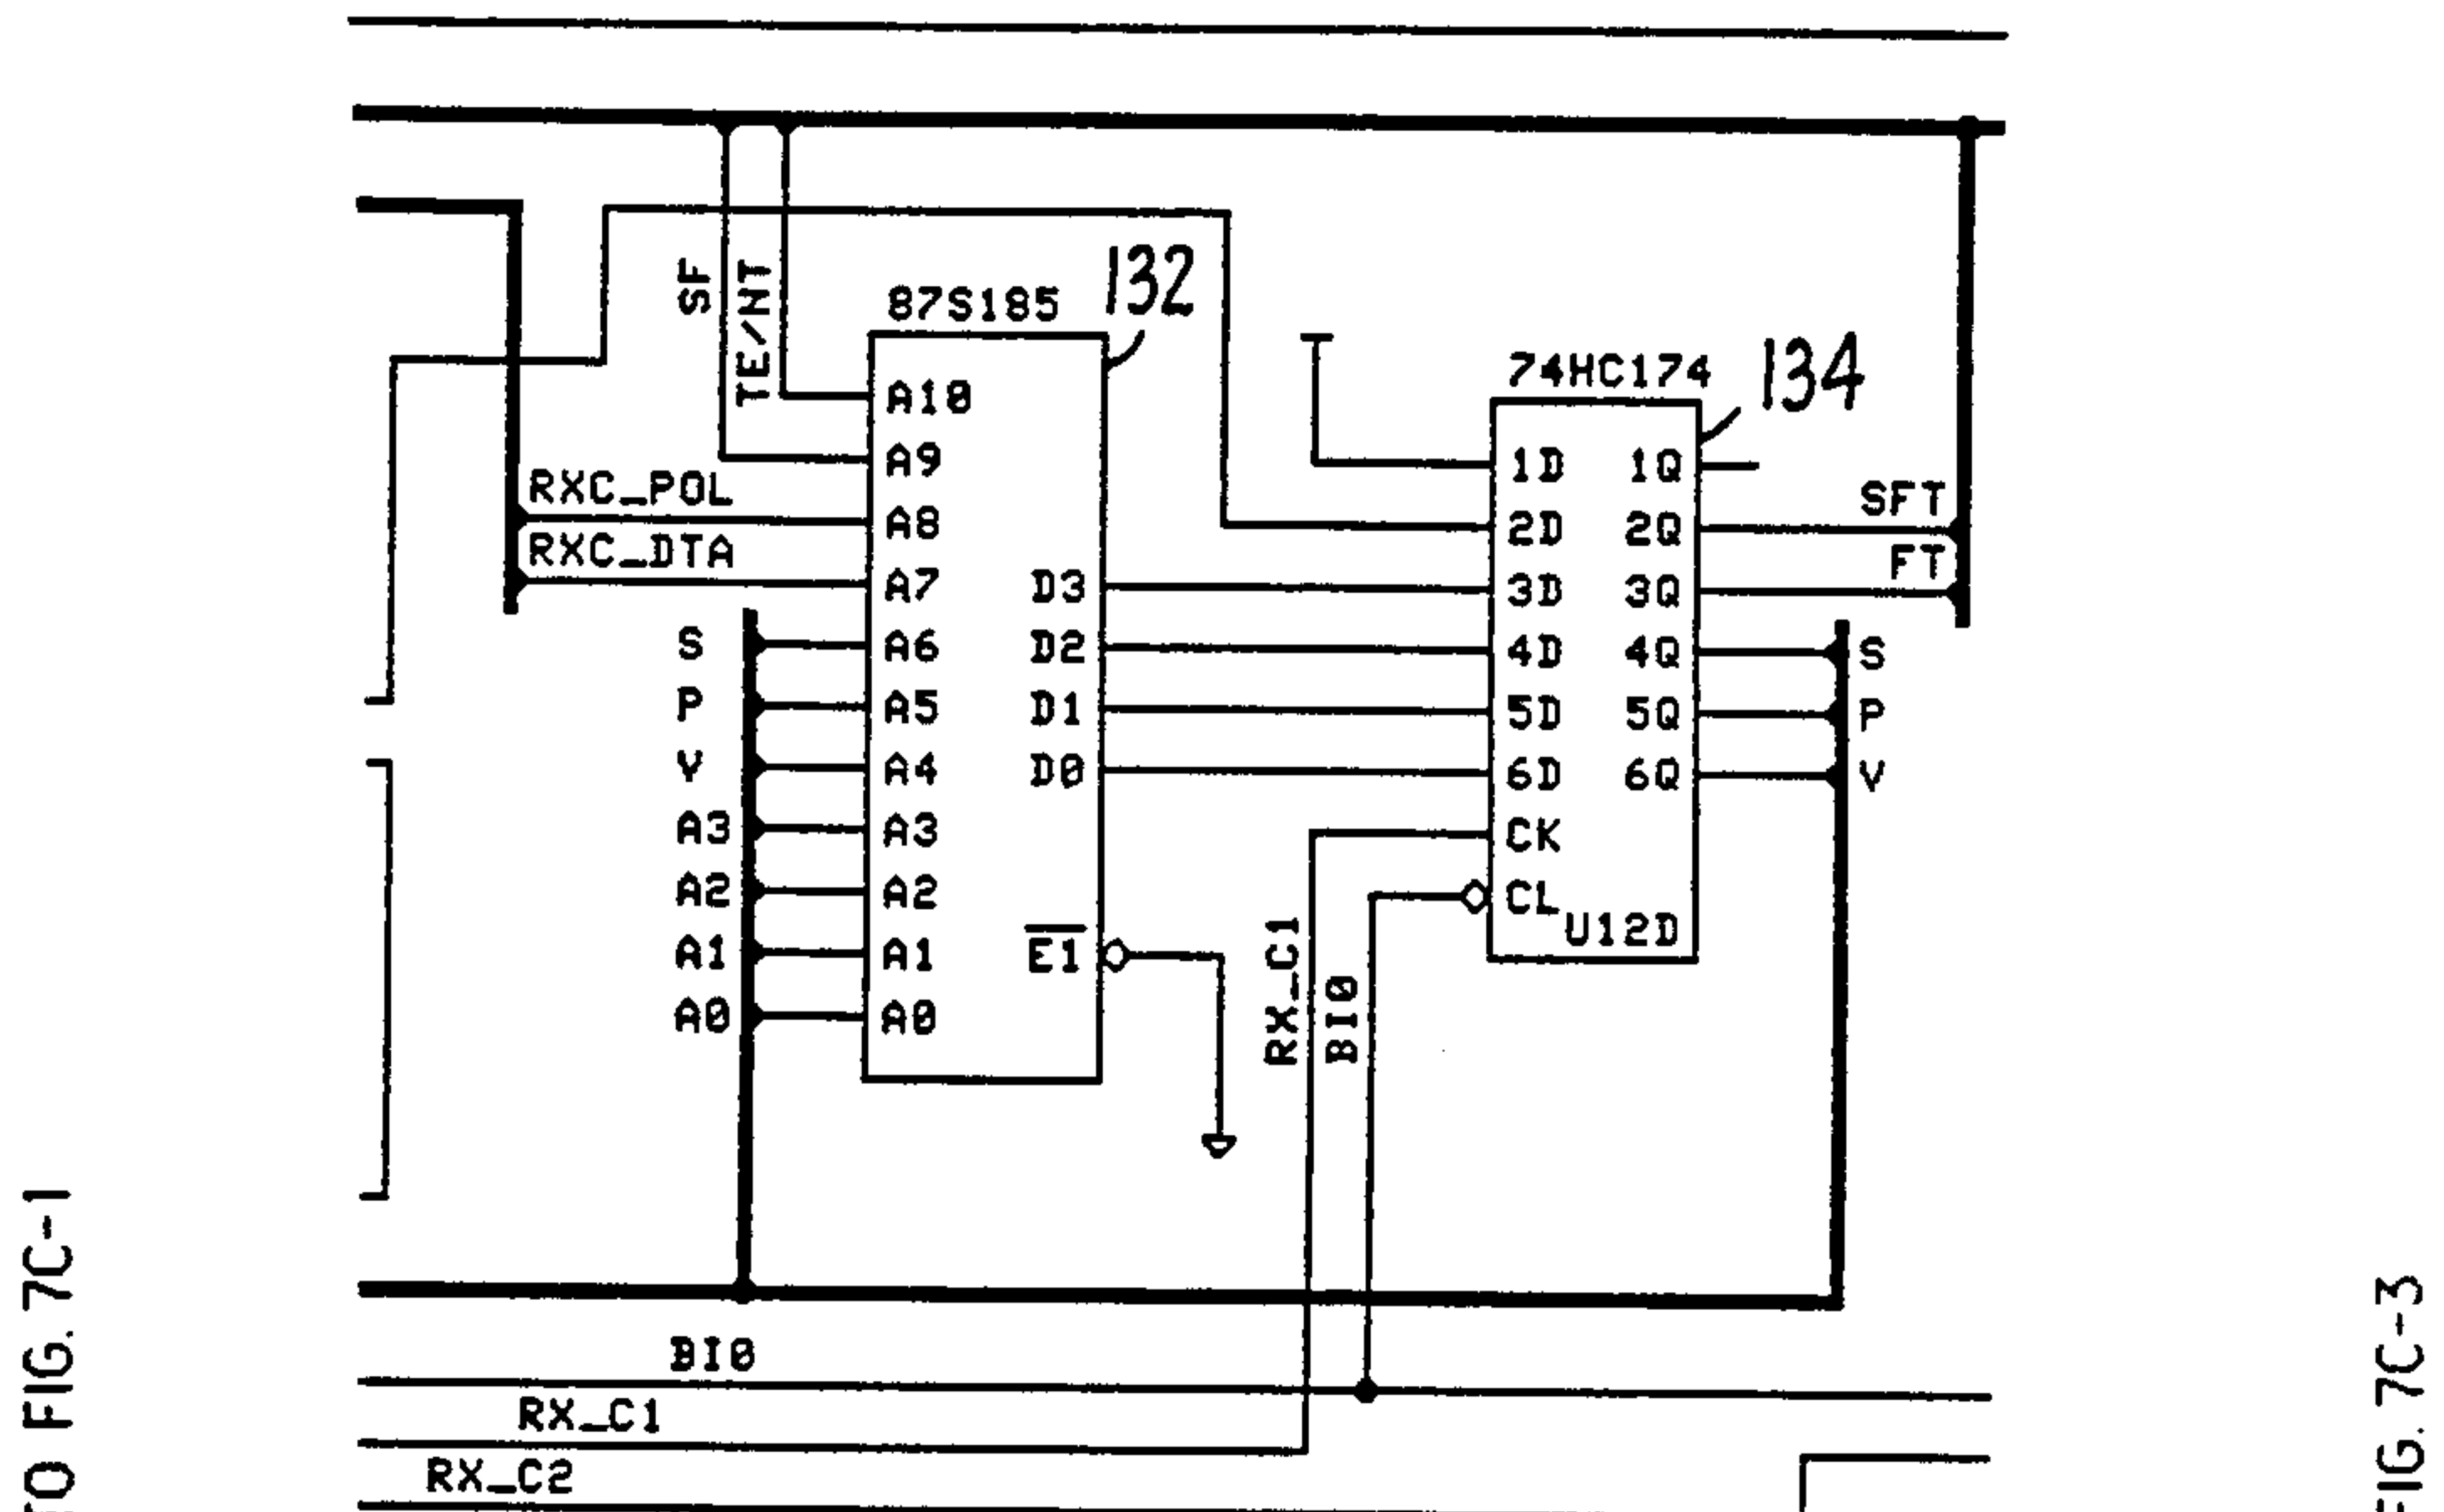 SF
TE/NT
87S185
132
74HC174
134
A10
A9
RXC_POL
A8
RXC_DTA
A7 D3
S A6 D2
P A5 D1
V A4 D0
A3 A3
A2 A2
A1 A1 E1
A0 A0
1D 1Q
2D 2Q SFT
3D 3Q FT
4D 4Q S
5D 5Q P
6D 6Q V
CK
CL
U12D
RX_C1
BI0
BI0
RX_C1
RX_C2
TO FIG. 7C-1
FIG. 7C-3